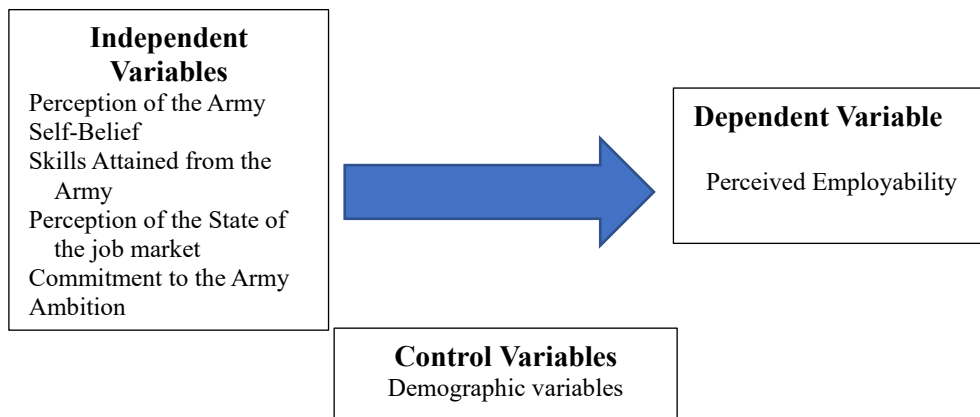 Independent
Variables
Perception of the Army
Self-Belief
Skills Attained from the
Army
Perception of the State of
the job market
Commitment to the Army
Ambition
Dependent Variable
Perceived Employability
Control Variables
Demographic variables